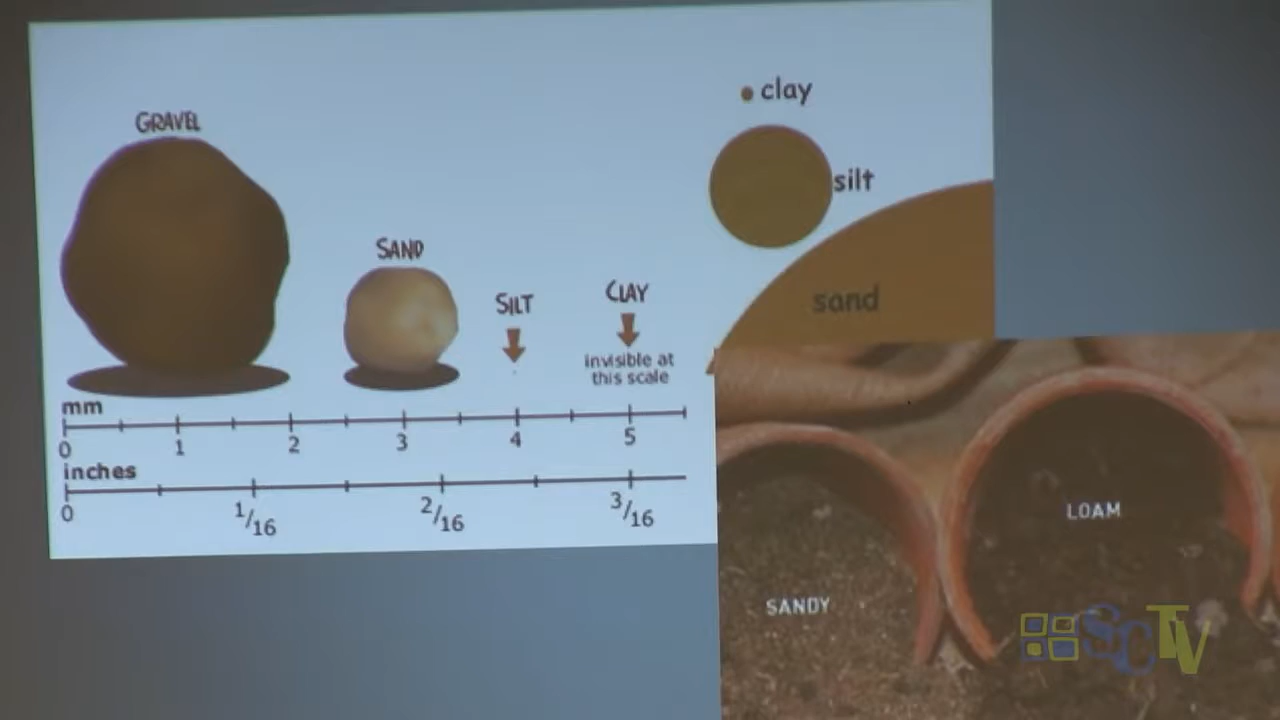 GRAVEL
SAND
SILT
CLAY
invisible at
this scale
mm
0 1 2 3 4 5
inches
0 1/16 2/16 3/16
clay
silt
sand
SANDY
LOAM
SCTV